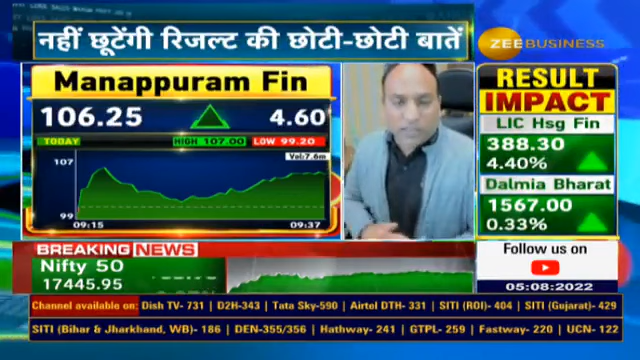 नहीं छूटेंगी रिजल्ट की छोटी-छोटी बातें
ZEE BUSINESS
Manappuram Fin
106.25 4.60
TODAY HIGH 107.00 LOW 99.20
Vol:7.6m
107
99
09:15 09:37
RESULT
IMPACT
LIC Hsg Fin
388.30
4.40%
Dalmia Bharat
1567.00
0.33%
BREAKING NEWS
Nifty 50
17445.95
Follow us on
05:08:2022
Channel available on: Dish TV- 731 | D2H-343 | Tata Sky-590 | Airtel DTH- 331 | SITI (ROI)- 404 | SITI (Gujarat)- 429
SITI (Bihar & Jharkhand, WB)- 186 | DEN-355/356 | Hathway- 241 | GTPL- 259 | Fastway- 220 | UCN- 122